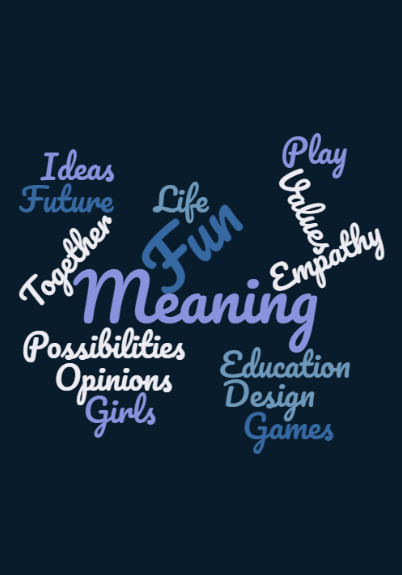 Play
Ideas
Future
Life
Values
Fun
Together
Empathy
Meaning
Possibilities
Opinions
Girls
Education
Design
Games